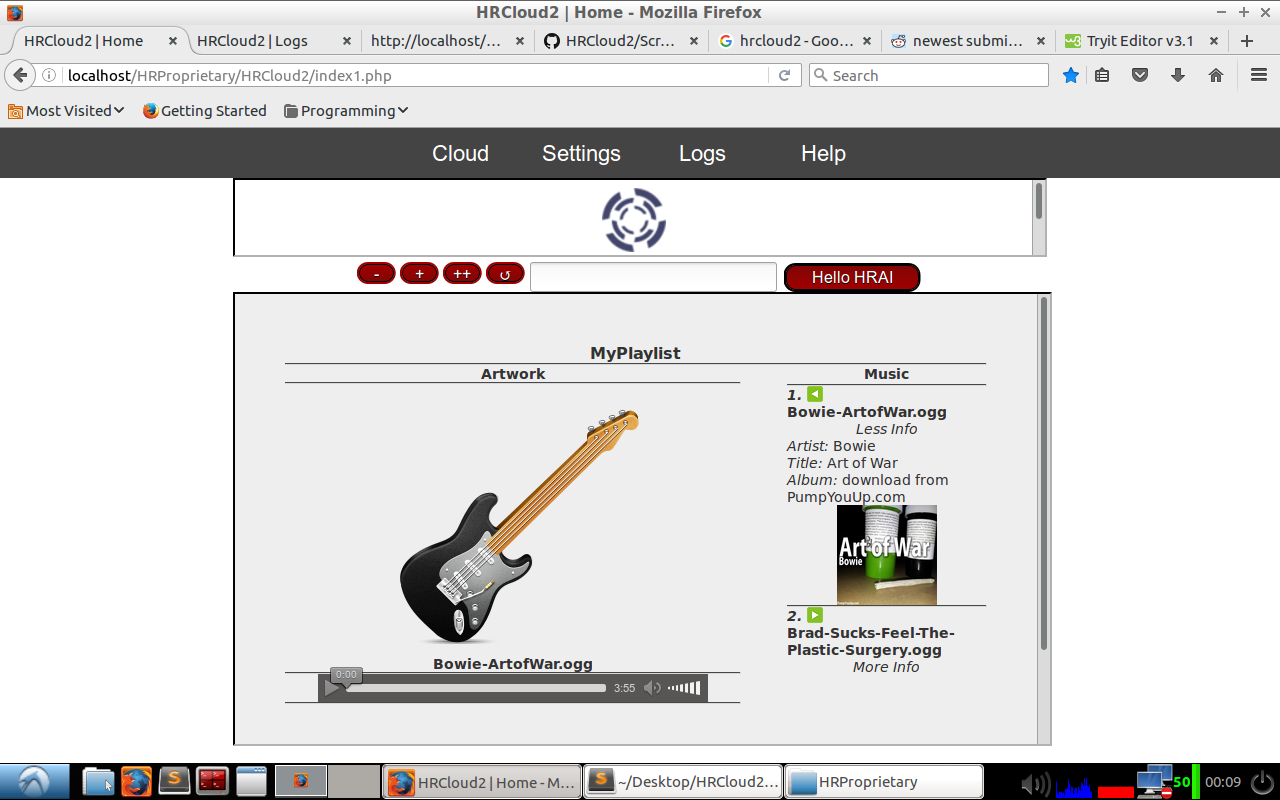 HRCloud2 | Home - Mozilla Firefox
HRCloud2 | Home
HRCloud2 | Logs
http://localhost/...
HRCloud2/Scr...
hrcloud2 - Goo...
newest submi...
Tryit Editor v3.1
localhost/HRProprietary/HRCloud2/index1.php
Search
Most Visited
Getting Started
Programming
Cloud
Settings
Logs
Help
-
+
++
↺
Hello HRAI
MyPlaylist
Artwork
Music
1.
Bowie-ArtofWar.ogg
Less Info
Artist: Bowie
Title: Art of War
Album: download from
PumpYouUp.com
Art of War
Bowie
2.
Brad-Sucks-Feel-The-
Plastic-Surgery.ogg
More Info
Bowie-ArtofWar.ogg
0:00
3:55
HRCloud2 | Home - M...
~/Desktop/HRCloud2...
HRProprietary
50
00:09